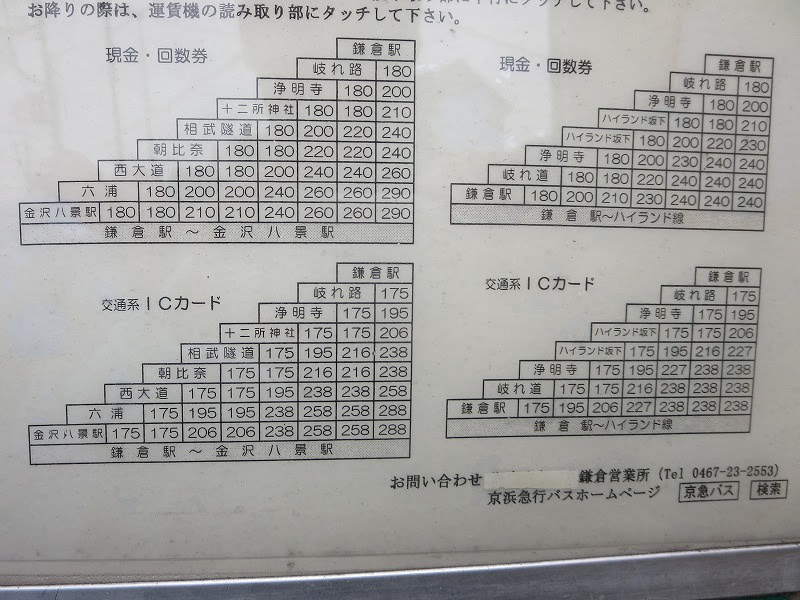 お降りの際は、運賃機の読み取り部にタッチして下さい。
現金・回数券
鎌倉駅
岐れ路 180
浄明寺 180 200
十二所神社 180 180 210
相武隧道 180 200 220 240
朝比奈 180 180 220 220 240
西大道 180 180 200 240 240 260
六浦 180 200 200 240 260 260 290
金沢八景駅 180 180 210 210 240 260 260 290
鎌倉駅～金沢八景駅
現金・回数券
鎌倉駅
岐れ路 180
浄明寺 180 200
ハイランド坂下 180 180 210
ハイランド坂下 180 200 220 230
浄明寺 180 200 230 240 240
岐れ道 180 180 220 240 240 240
鎌倉駅 180 200 210 230 240 240 240
鎌倉駅～ハイランド線
交通系ICカード
鎌倉駅
岐れ路 175
浄明寺 175 195
十二所神社 175 175 206
相武隧道 175 195 216 238
朝比奈 175 175 216 216 238
西大道 175 175 195 238 238 258
六浦 175 195 195 238 258 258 288
金沢八景駅 175 175 206 206 238 258 258 288
鎌倉駅～金沢八景駅
交通系ICカード
鎌倉駅
岐れ路 175
浄明寺 175 195
ハイランド坂下 175 175 206
ハイランド坂下 175 195 216 227
浄明寺 175 195 227 238 238
岐れ道 175 175 216 238 238 238
鎌倉駅 175 195 206 227 238 238 238
鎌倉駅～ハイランド線
お問い合わせ 鎌倉営業所 (Tel 0467-23-2553)
京浜急行バスホームページ 京急バス 検索